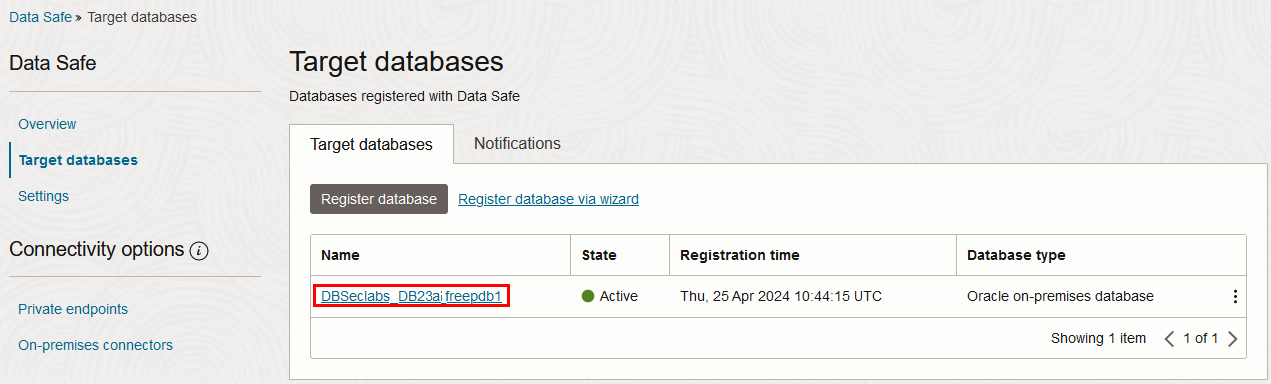 Data Safe » Target databases
Data Safe
Overview
Target databases
Settings
Connectivity options i
Private endpoints
On-premises connectors
Target databases
Databases registered with Data Safe
Target databases Notifications
Register database Register database via wizard
Name State Registration time Database type
DBSeclabs_DB23ai_freepdb1 Active Thu, 25 Apr 2024 10:44:15 UTC Oracle on-premises database
Showing 1 item 1 of 1